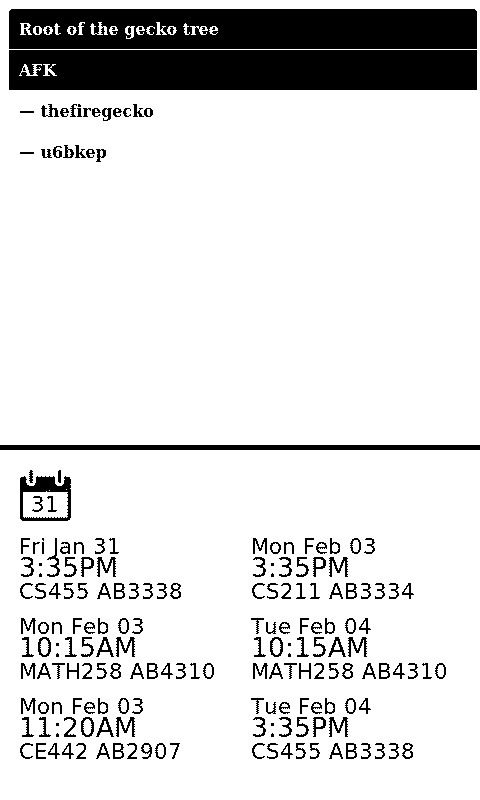 Root of the gecko tree
AFK
— thefiregecko
— u6bkep
31
Fri Jan 31
3:35PM
CS455 AB3338
Mon Feb 03
10:15AM
MATH258 AB4310
Mon Feb 03
11:20AM
CE442 AB2907
Mon Feb 03
3:35PM
CS211 AB3334
Tue Feb 04
10:15AM
MATH258 AB4310
Tue Feb 04
3:35PM
CS455 AB3338